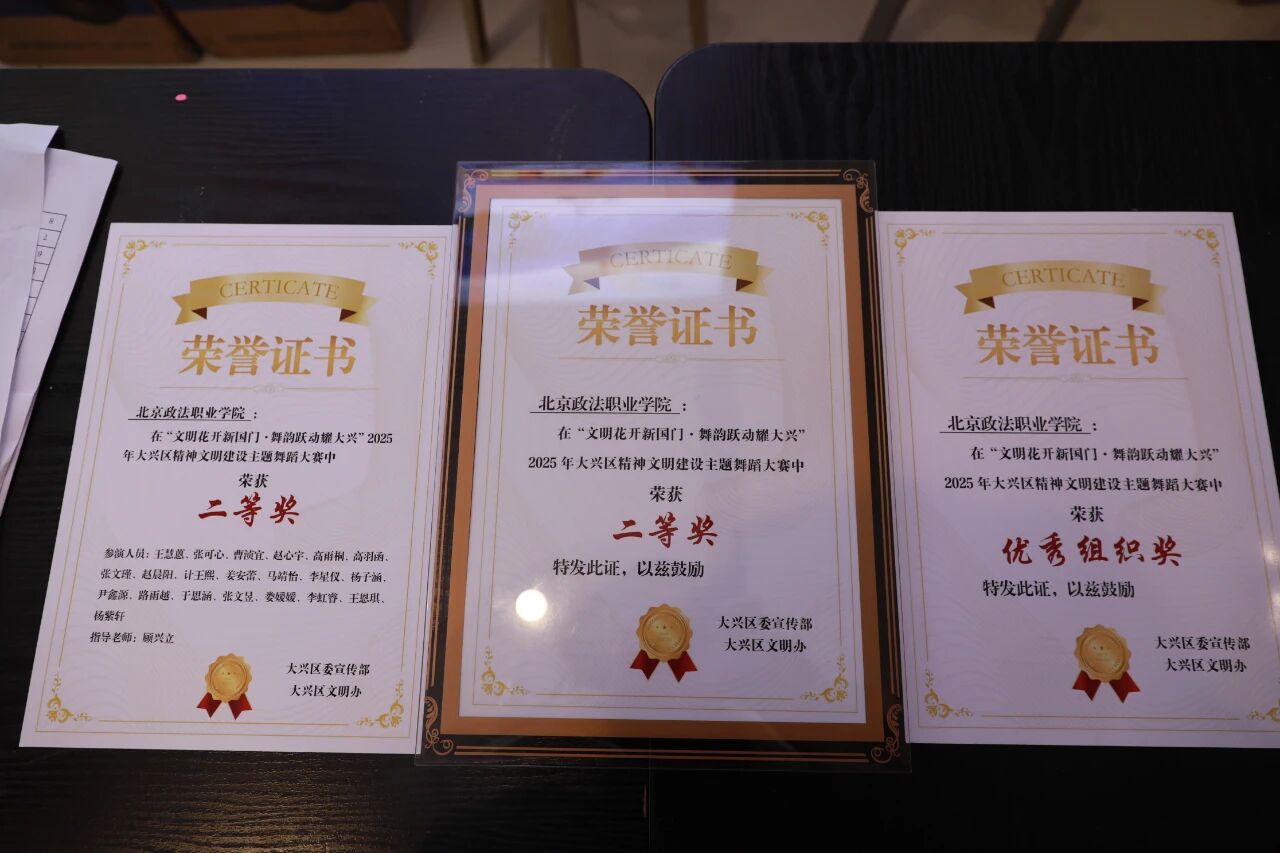 CERTICATE
荣誉证书
北京政法职业学院：
在“文明花开新国门·舞韵跃动耀大兴”2025
年大兴区精神文明建设主题舞蹈大赛中
荣获
二等奖
参演人员：王慧蕙、张可心、曹浈宜、赵心宇、高雨桐、高羽函、
张文瑾、赵晨阳、计王熙、姜安蕾、马靖怡、李星仪、杨子涵、
尹鑫源、路雨越、于思涵、张文昱、娄媛媛、李虹睿、王恩琪、
杨紫轩
指导老师：顾兴立
大兴区委宣传部
大兴区文明办
CERTICATE
荣誉证书
北京政法职业学院：
在“文明花开新国门·舞韵跃动耀大兴”
2025年大兴区精神文明建设主题舞蹈大赛中
荣获
二等奖
特发此证，以兹鼓励
大兴区委宣传部
大兴区文明办
CERTICATE
荣誉证书
北京政法职业学院：
在“文明花开新国门·舞韵跃动耀大兴”
2025年大兴区精神文明建设主题舞蹈大赛中
荣获
优秀组织奖
特发此证，以兹鼓励
大兴区委宣传部
大兴区文明办